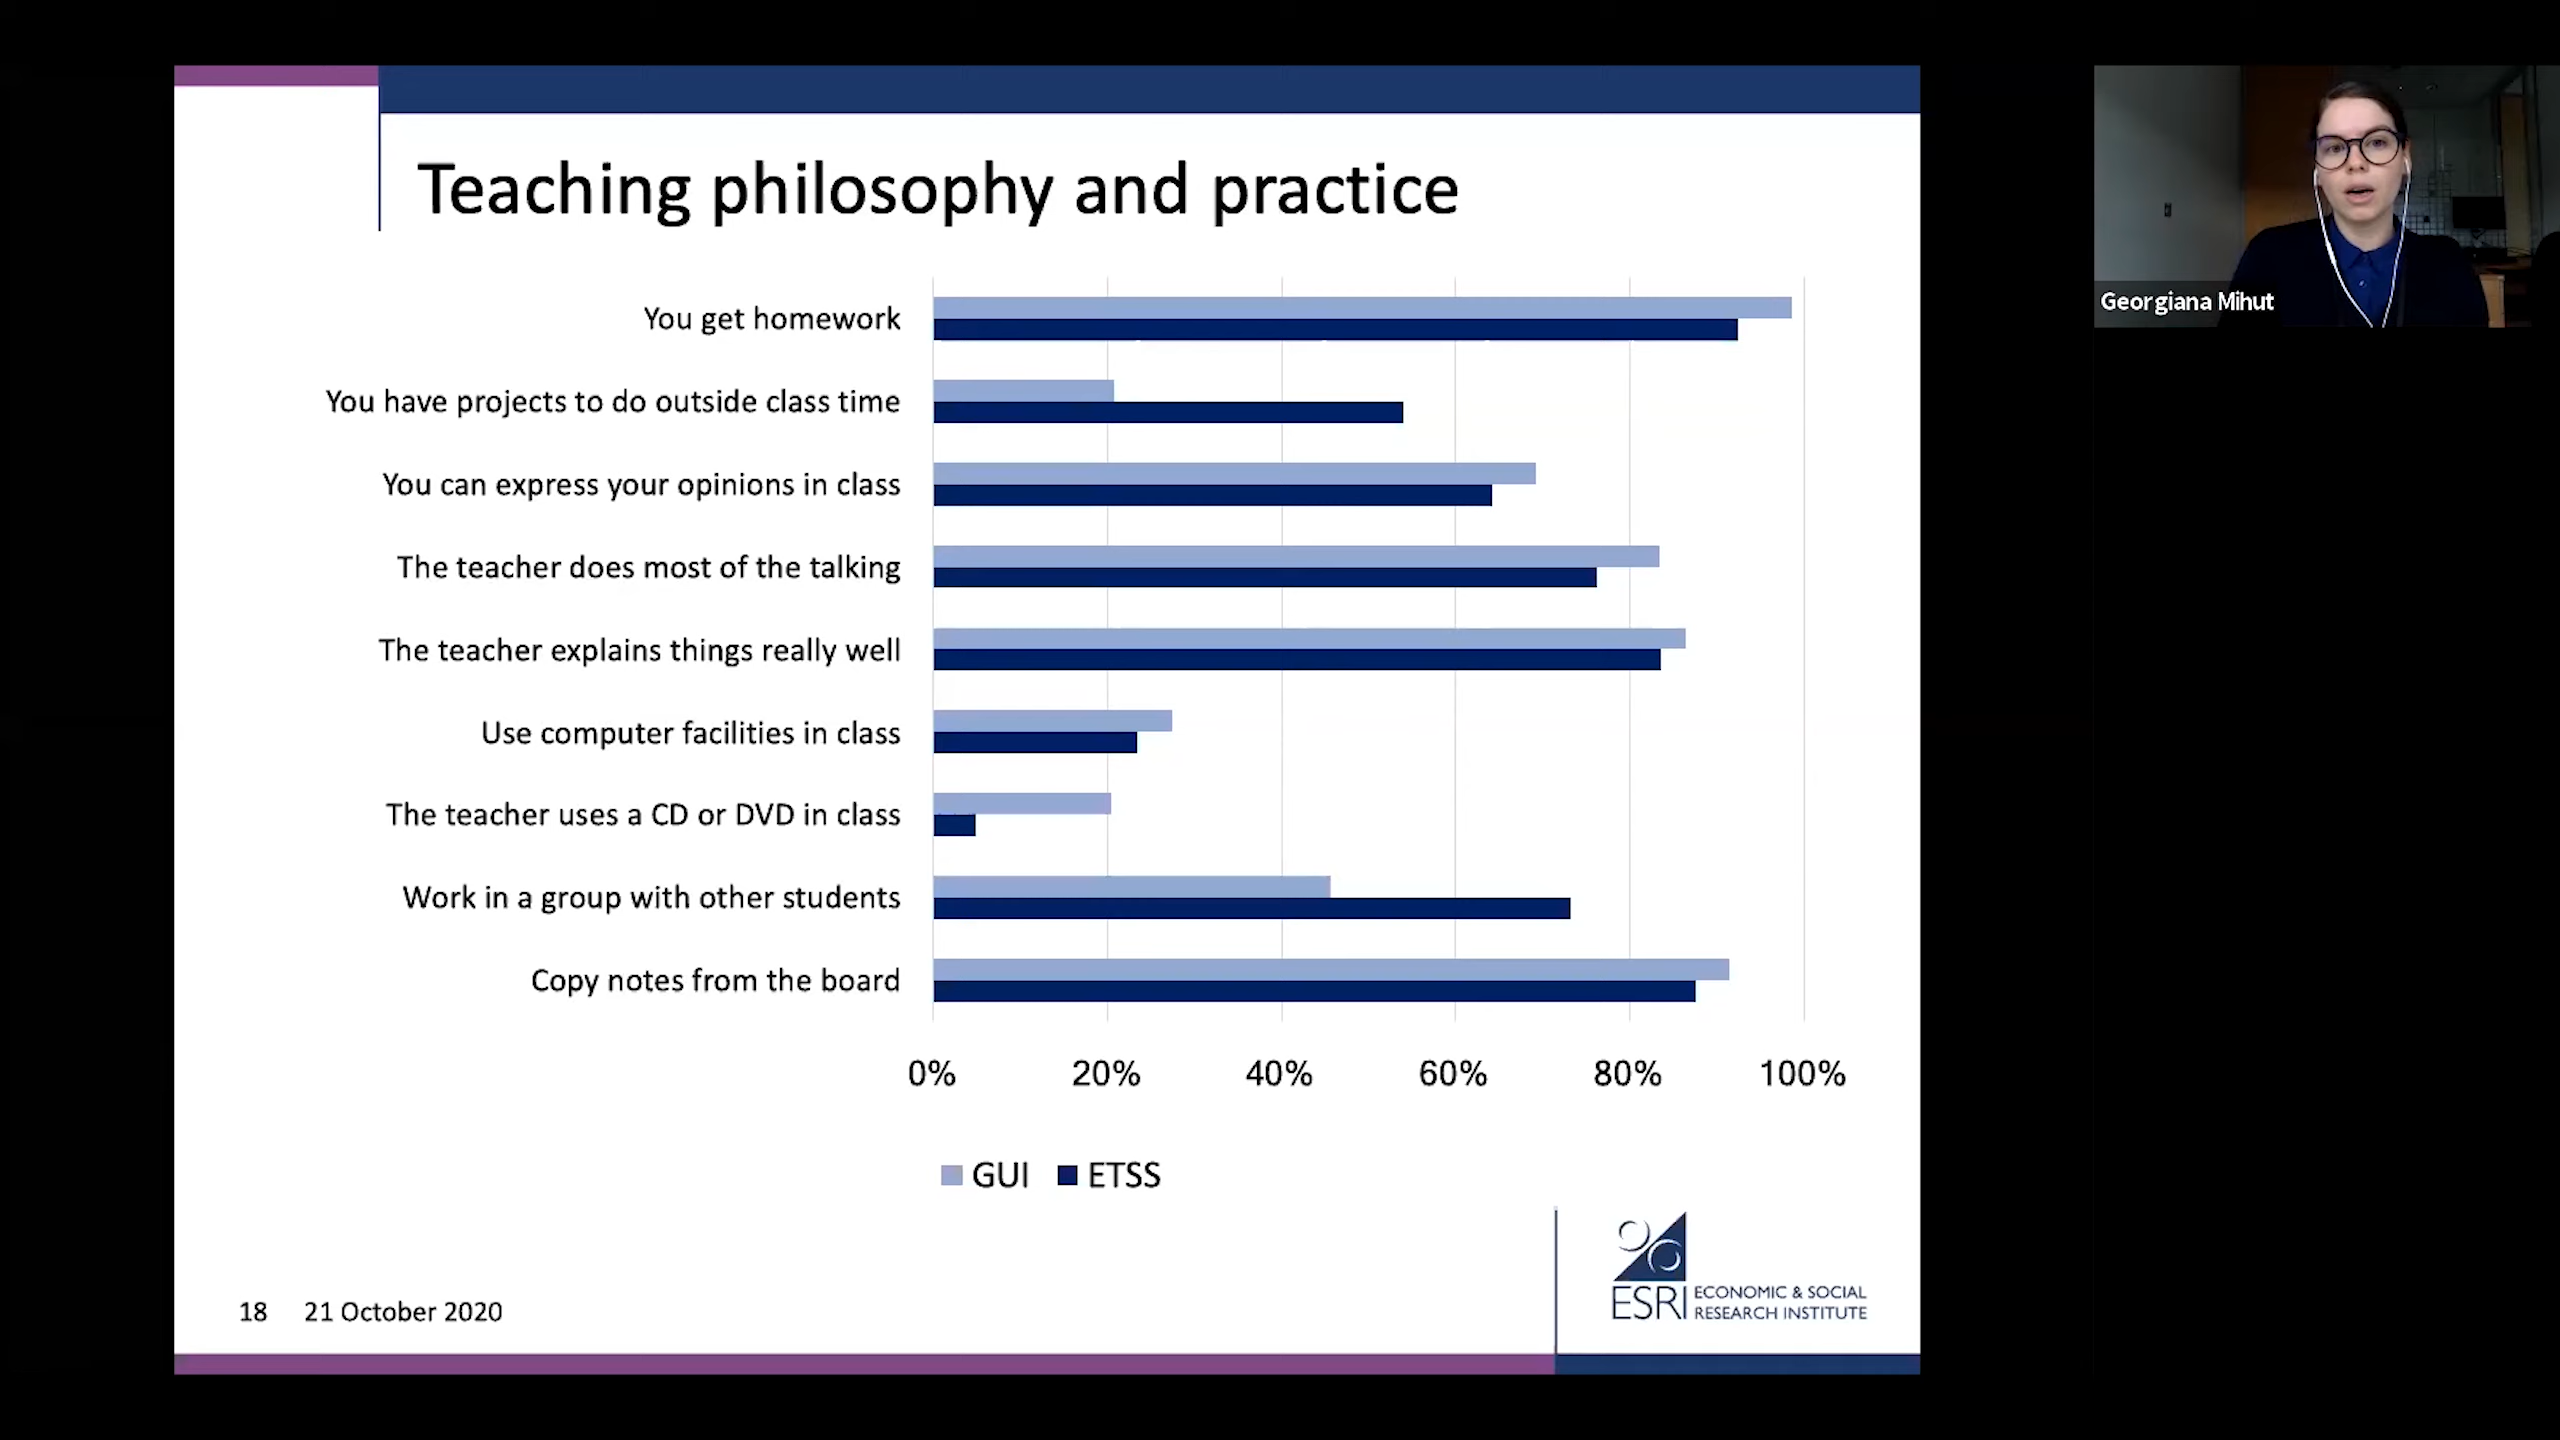 Teaching philosophy and practice
You get homework
You have projects to do outside class time
You can express your opinions in class
The teacher does most of the talking
The teacher explains things really well
Use computer facilities in class
The teacher uses a CD or DVD in class
Work in a group with other students
Copy notes from the board
0% 20% 40% 60% 80% 100%
GUI ETSS
18 21 October 2020
ESRI
ECONOMIC & SOCIAL
RESEARCH INSTITUTE
Georgiana Mihut